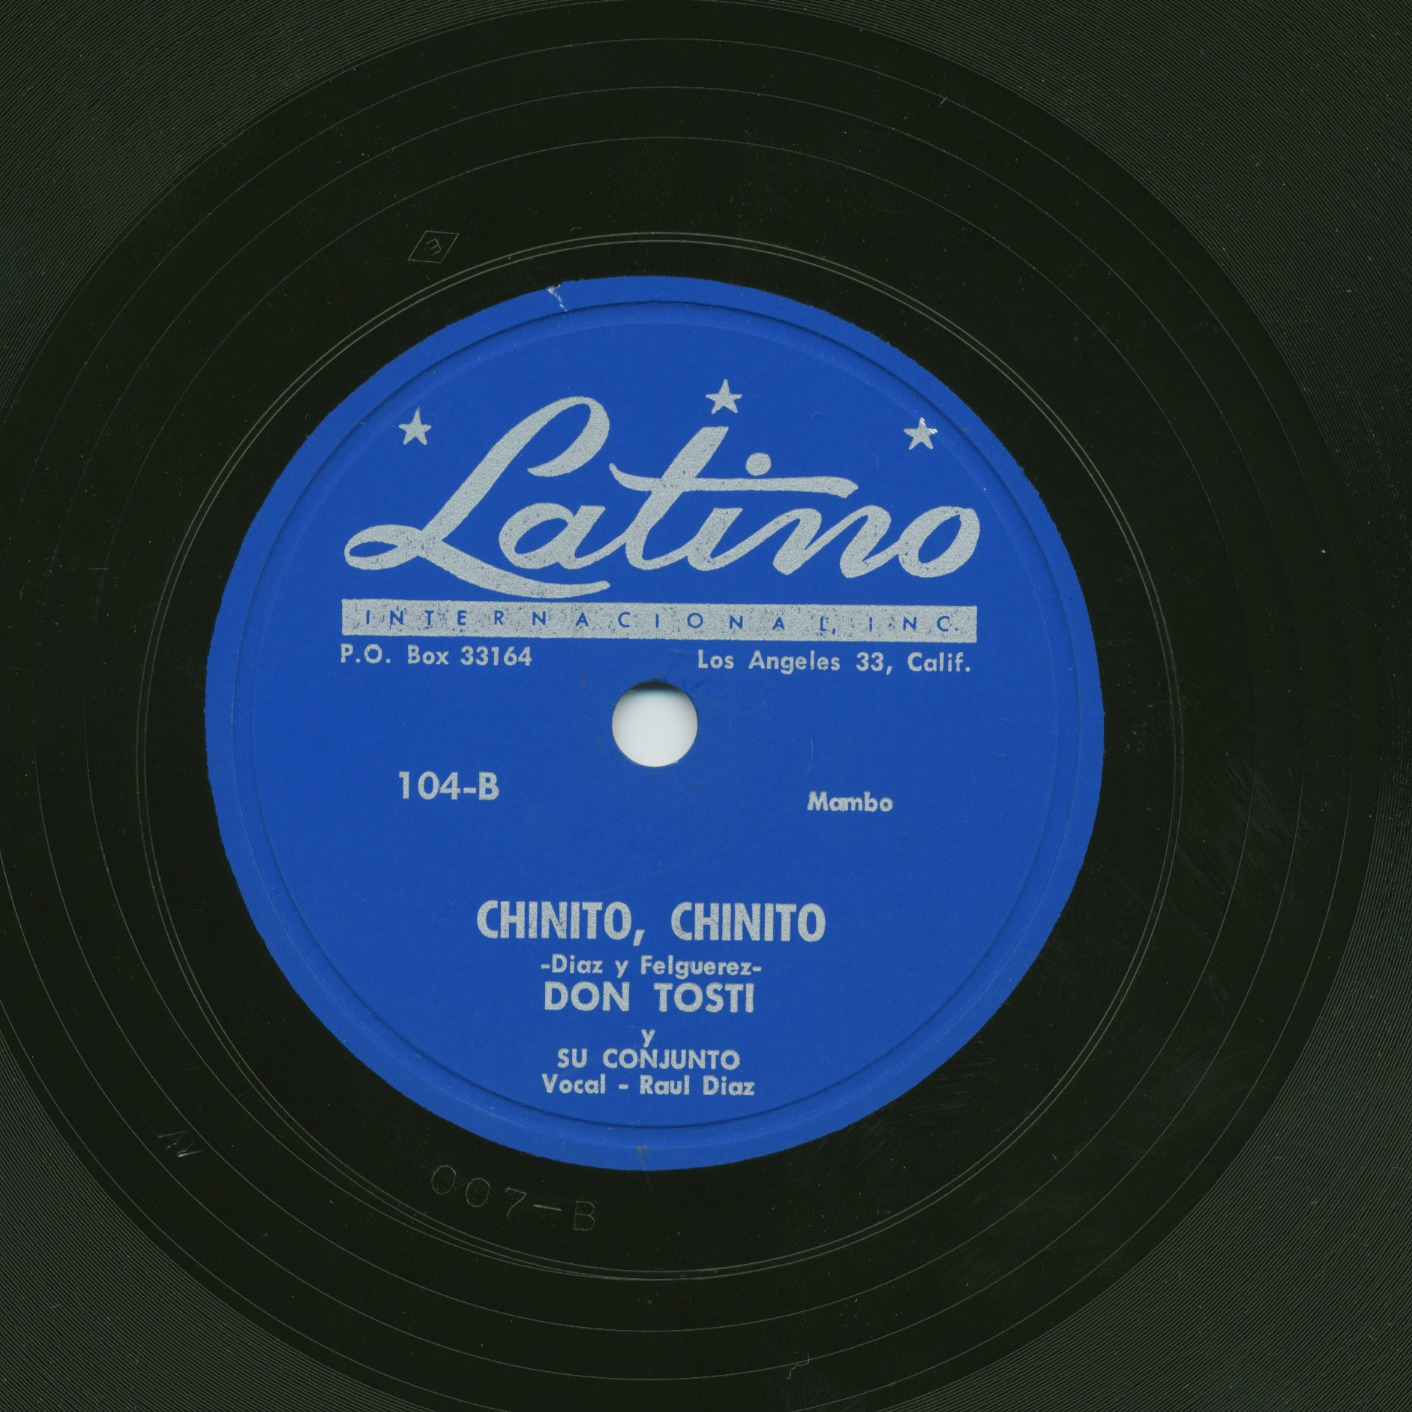 Latino
INTERNACIONAL, INC.
P.O. Box 33164 Los Angeles 33, Calif.
104-B Mambo
CHINITO, CHINITO
-Diaz y Felguerez-
DON TOSTI
y
SU CONJUNTO
Vocal - Raul Diaz
007-B